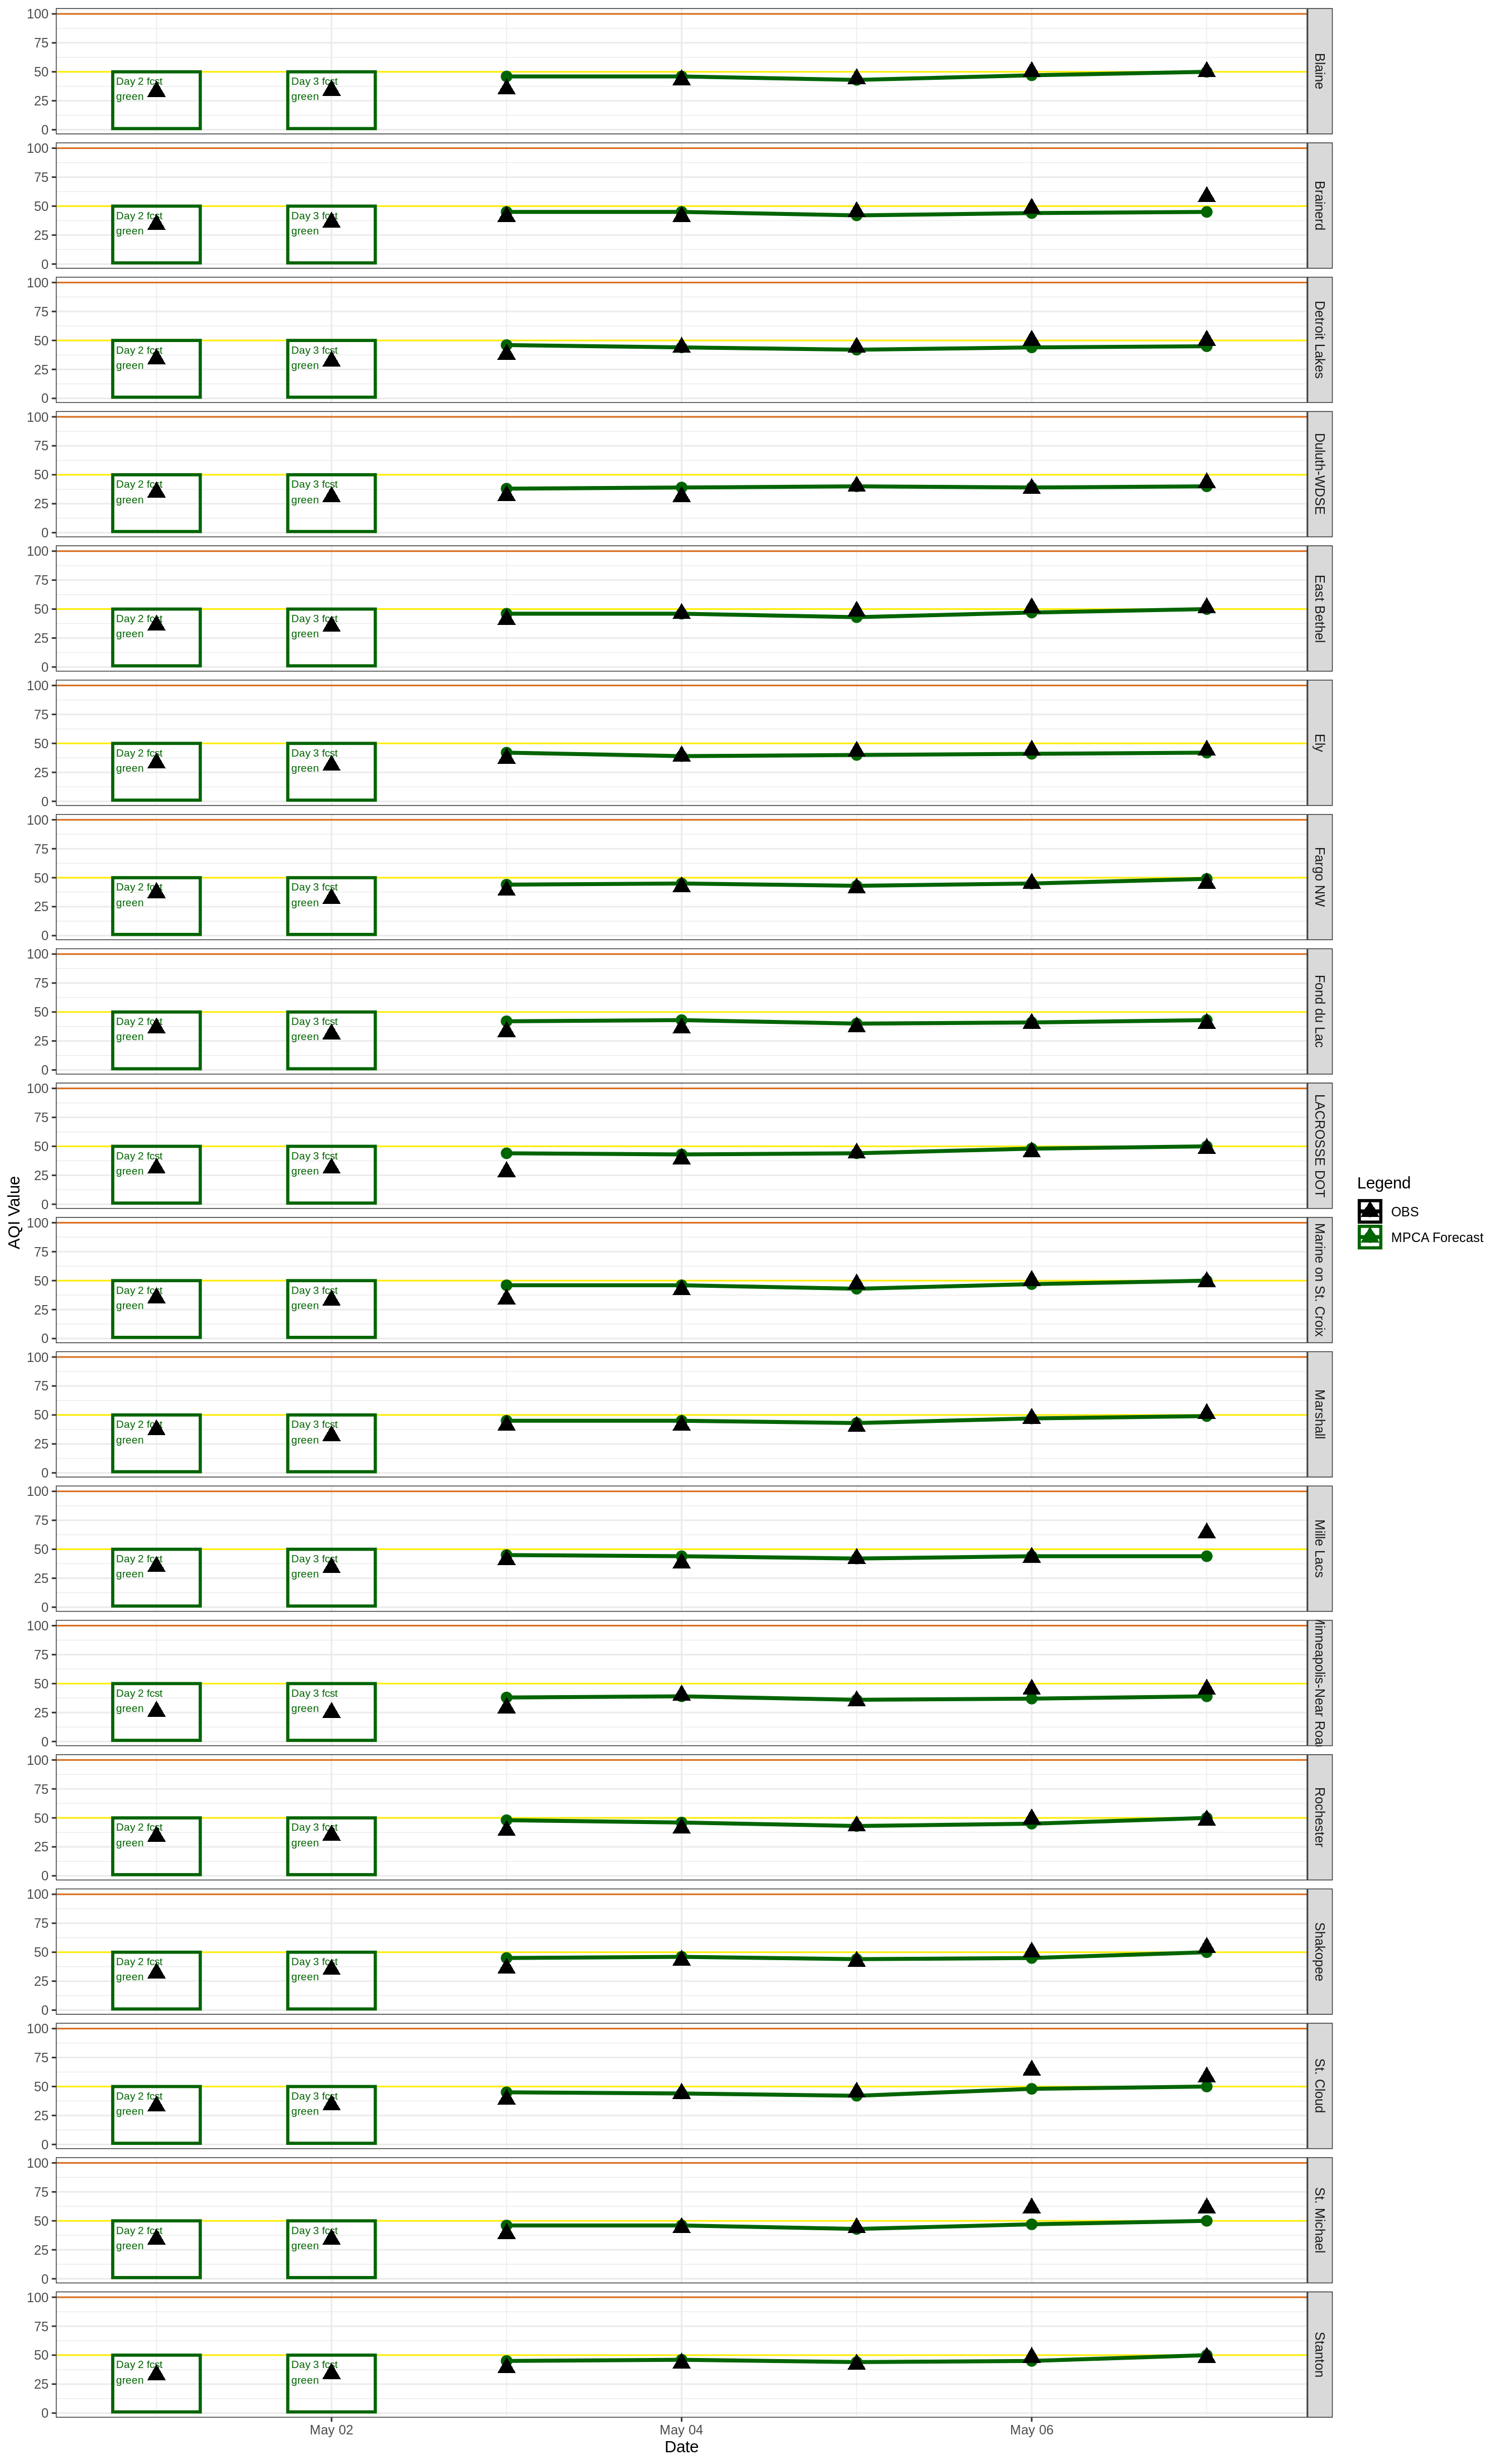 100
75
50
25
0
Day 2 fcst
green
Day 3 fcst
green
Blaine
100
75
50
25
0
Day 2 fcst
green
Day 3 fcst
green
Brainerd
100
75
50
25
0
Day 2 fcst
green
Day 3 fcst
green
Detroit Lakes
100
75
50
25
0
Day 2 fcst
green
Day 3 fcst
green
Duluth-WDSE
100
75
50
25
0
Day 2 fcst
green
Day 3 fcst
green
East Bethel
100
75
50
25
0
Day 2 fcst
green
Day 3 fcst
green
Ely
100
75
50
25
0
Day 2 fcst
green
Day 3 fcst
green
Fargo NW
100
75
50
25
0
Day 2 fcst
green
Day 3 fcst
green
Fond du Lac
100
75
50
25
0
Day 2 fcst
green
Day 3 fcst
green
LACROSSE DOT
100
75
50
25
0
Day 2 fcst
green
Day 3 fcst
green
Marine on St. Croix
100
75
50
25
0
Day 2 fcst
green
Day 3 fcst
green
Marshall
100
75
50
25
0
Day 2 fcst
green
Day 3 fcst
green
Mille Lacs
100
75
50
25
0
Day 2 fcst
green
Day 3 fcst
green
Minneapolis-Near Road
100
75
50
25
0
Day 2 fcst
green
Day 3 fcst
green
Rochester
100
75
50
25
0
Day 2 fcst
green
Day 3 fcst
green
Shakopee
100
75
50
25
0
Day 2 fcst
green
Day 3 fcst
green
St. Cloud
100
75
50
25
0
Day 2 fcst
green
Day 3 fcst
green
St. Michael
100
75
50
25
0
Day 2 fcst
green
Day 3 fcst
green
Stanton
May 02
May 04
May 06
Date
AQI Value
Legend
OBS
MPCA Forecast